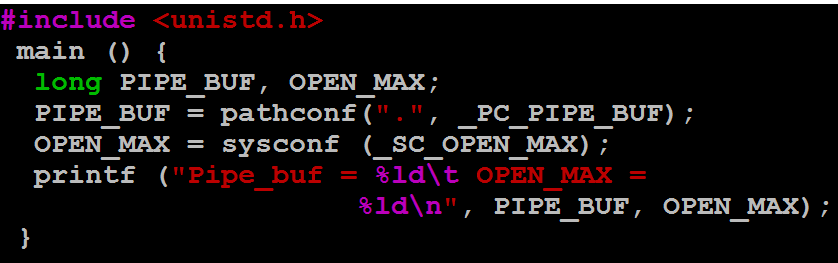 #include <unistd.h>
main () {
long PIPE_BUF, OPEN_MAX;
PIPE_BUF = pathconf(".", _PC_PIPE_BUF);
OPEN_MAX = sysconf (_SC_OPEN_MAX);
printf ("Pipe_buf = %ld\t OPEN_MAX =
%ld\n", PIPE_BUF, OPEN_MAX);
}